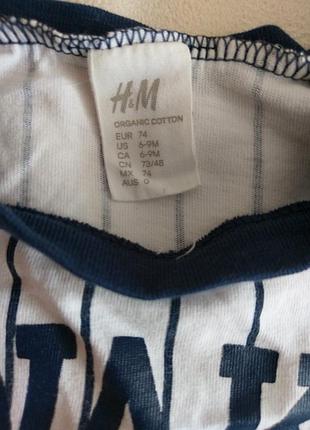 H&M
ORGANIC COTTON
EUR 74
US 6-9M
CA 6-9M
CN 73/48
MX 74
AUS 0